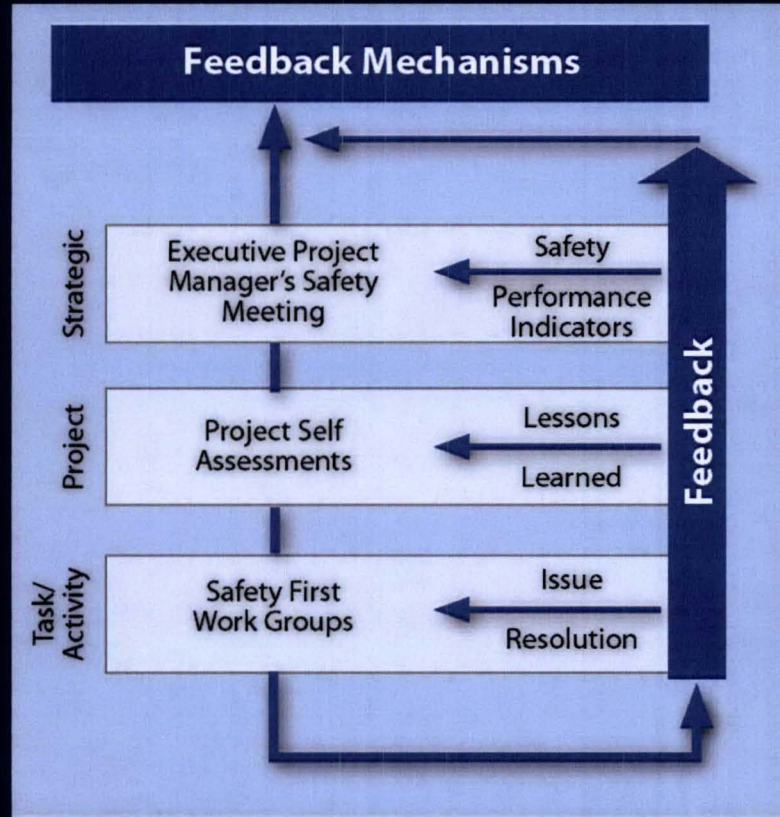 Feedback Mechanisms
Strategic
Executive Project
Manager's Safety
Meeting
Safety
Performance
Indicators
Project
Project Self
Assessments
Lessons
Learned
Task/
Activity
Safety First
Work Groups
Issue
Resolution
Feedback